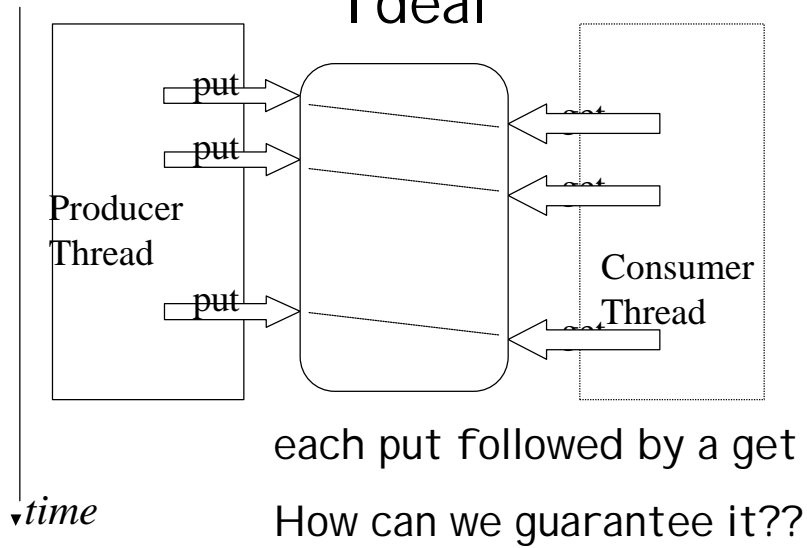 Ideal
put
put
Producer
Thread
Consumer
Thread
put
each put followed by a get
time
How can we guarantee it??